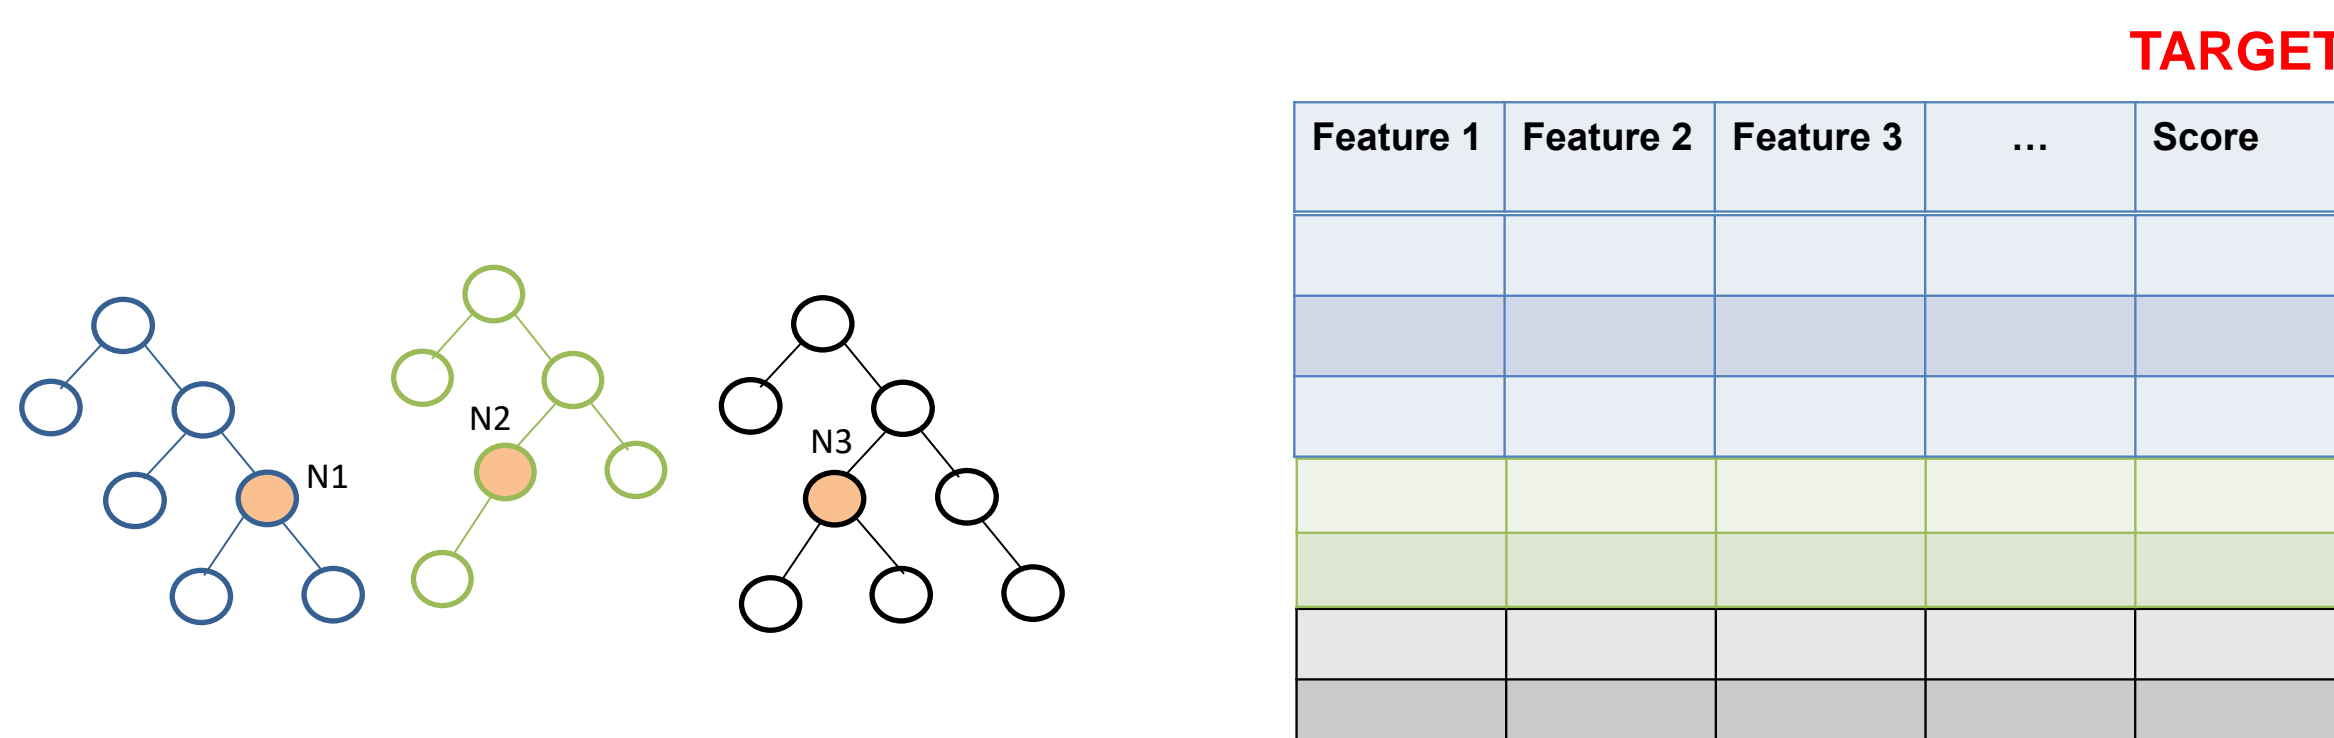 TARGET
Feature 1 Feature 2 Feature 3 … Score
N2
N3
N1